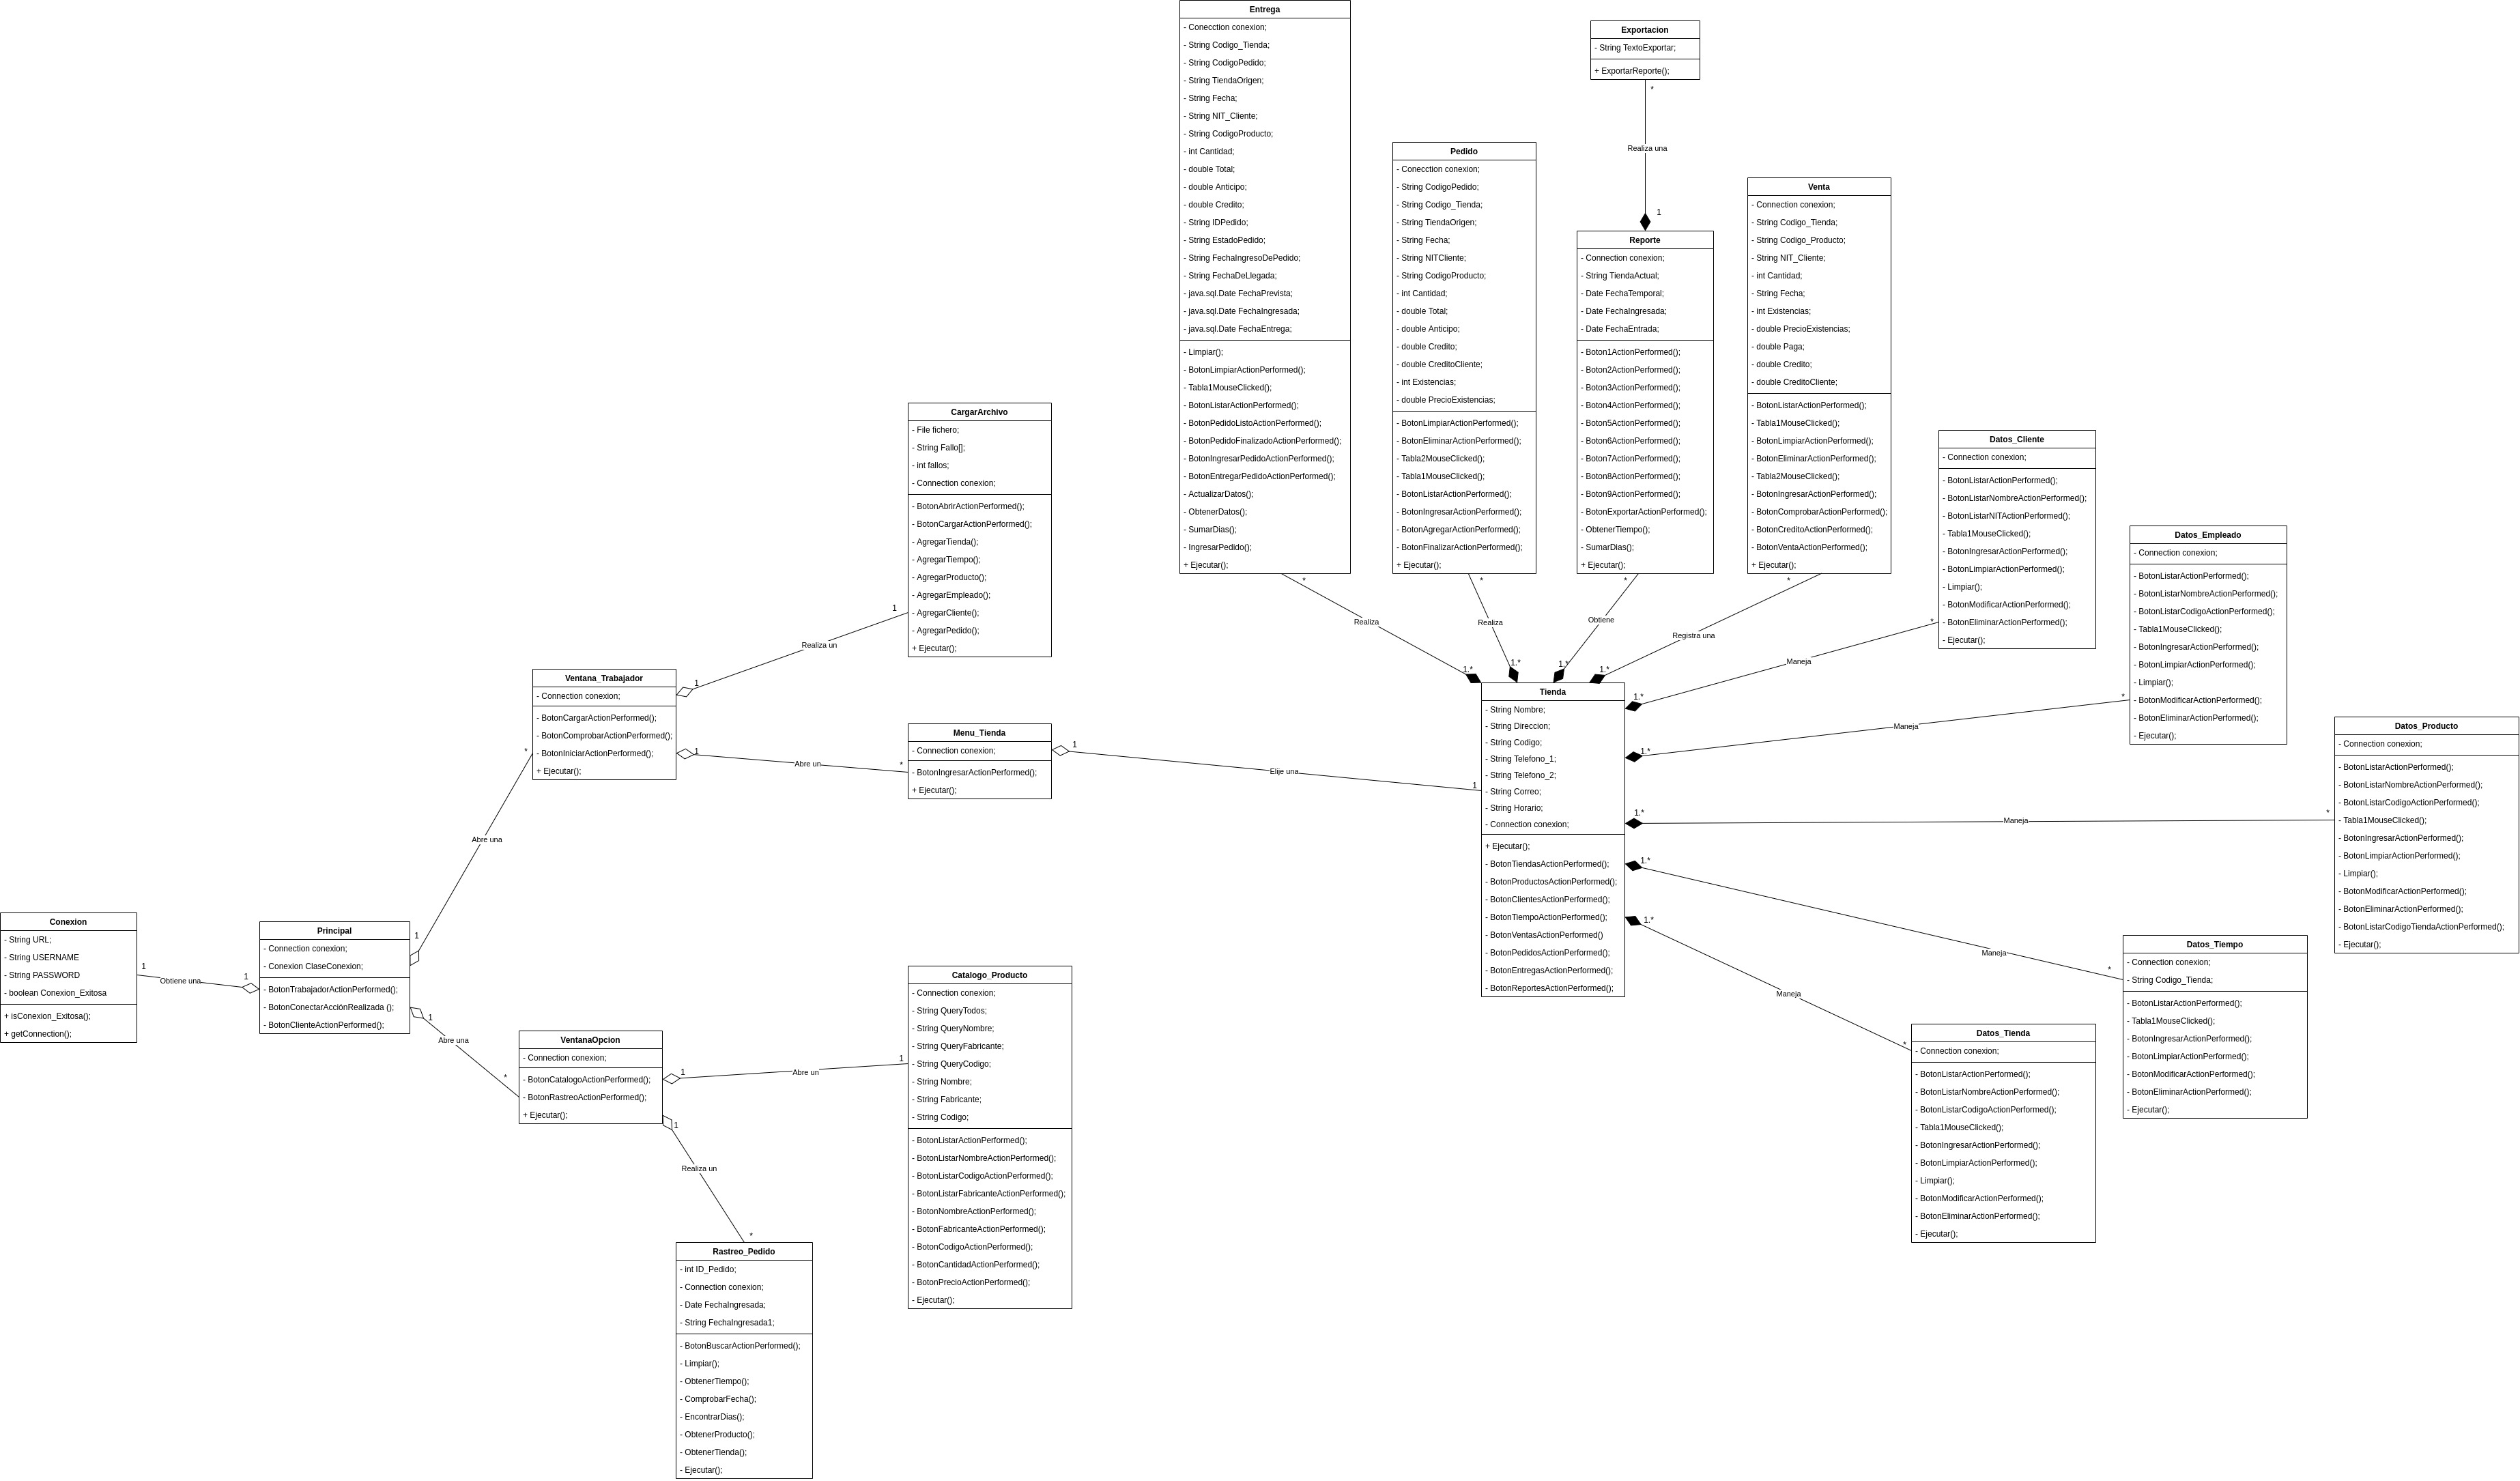 Entrega
- Conecction conexion;
- String Codigo_Tienda;
- String CodigoPedido;
- String TiendaOrigen;
- String Fecha;
- String NIT_Cliente;
- String CodigoProducto;
- int Cantidad;
- double Total;
- double Anticipo;
- double Credito;
- String IDPedido;
- String EstadoPedido;
- String FechaIngresoDePedido;
- String FechaDeLlegada;
- java.sql.Date FechaPrevista;
- java.sql.Date FechaIngresada;
- java.sql.Date FechaEntrega;
- Limpiar();
- BotonLimpiarActionPerformed();
- Tabla1MouseClicked();
- BotonListarActionPerformed();
- BotonPedidoListoActionPerformed();
- BotonPedidoFinalizadoActionPerformed();
- BotonIngresarPedidoActionPerformed();
- BotonEntregarPedidoActionPerformed();
- ActualizarDatos();
- ObtenerDatos();
- SumarDias();
- IngresarPedido();
+ Ejecutar();
*
Realiza
1.*
Exportacion
- String TextoExportar;
+ ExportarReporte();
*
Realiza una
1
Pedido
- Conecction conexion;
- String CodigoPedido;
- String Codigo_Tienda;
- String TiendaOrigen;
- String Fecha;
- String NITCliente;
- String CodigoProducto;
- int Cantidad;
- double Total;
- double Anticipo;
- double Credito;
- double CreditoCliente;
- int Existencias;
- double PrecioExistencias;
- BotonLimpiarActionPerformed();
- BotonEliminarActionPerformed();
- Tabla2MouseClicked();
- Tabla1MouseClicked();
- BotonListarActionPerformed();
- BotonIngresarActionPerformed();
- BotonAgregarActionPerformed();
- BotonFinalizarActionPerformed();
+ Ejecutar();
*
Realiza
1.*
Reporte
- Connection conexion;
- String TiendaActual;
- Date FechaTemporal;
- Date FechaIngresada;
- Date FechaEntrada;
- Boton1ActionPerformed();
- Boton2ActionPerformed();
- Boton3ActionPerformed();
- Boton4ActionPerformed();
- Boton5ActionPerformed();
- Boton6ActionPerformed();
- Boton7ActionPerformed();
- Boton8ActionPerformed();
- Boton9ActionPerformed();
- BotonExportarActionPerformed();
- ObtenerTiempo();
- SumarDias();
+ Ejecutar();
*
Obtiene
1.*
Venta
- Connection conexion;
- String Codigo_Tienda;
- String Codigo_Producto;
- String NIT_Cliente;
- int Cantidad;
- String Fecha;
- int Existencias;
- double PrecioExistencias;
- double Paga;
- double Credito;
- double CreditoCliente;
- BotonListarActionPerformed();
- Tabla1MouseClicked();
- BotonLimpiarActionPerformed();
- BotonEliminarActionPerformed();
- Tabla2MouseClicked();
- BotonIngresarActionPerformed();
- BotonComprobarActionPerformed();
- BotonCreditoActionPerformed();
- BotonVentaActionPerformed();
+ Ejecutar();
*
Registra una
1.*
CargarArchivo
- File fichero;
- String Fallo[];
- int fallos;
- Connection conexion;
- BotonAbrirActionPerformed();
- BotonCargarActionPerformed();
- AgregarTienda();
- AgregarTiempo();
- AgregarProducto();
- AgregarEmpleado();
- AgregarCliente();
- AgregarPedido();
+ Ejecutar();
1
Realiza un
1
Datos_Cliente
- Connection conexion;
- BotonListarActionPerformed();
- BotonListarNombreActionPerformed();
- BotonListarNITActionPerformed();
- Tabla1MouseClicked();
- BotonIngresarActionPerformed();
- BotonLimpiarActionPerformed();
- Limpiar();
- BotonModificarActionPerformed();
- BotonEliminarActionPerformed();
- Ejecutar();
*
Maneja
1.*
Datos_Empleado
- Connection conexion;
- BotonListarActionPerformed();
- BotonListarNombreActionPerformed();
- BotonListarCodigoActionPerformed();
- Tabla1MouseClicked();
- BotonIngresarActionPerformed();
- BotonLimpiarActionPerformed();
- Limpiar();
- BotonModificarActionPerformed();
- BotonEliminarActionPerformed();
- Ejecutar();
*
Maneja
1.*
Ventana_Trabajador
- Connection conexion;
- BotonCargarActionPerformed();
- BotonComprobarActionPerformed();
- BotonIniciarActionPerformed();
+ Ejecutar();
*
Abre una
1
1
Abre un
*
Menu_Tienda
- Connection conexion;
- BotonIngresarActionPerformed();
+ Ejecutar();
1
Elije una
1
Tienda
- String Nombre;
- String Direccion;
- String Codigo;
- String Telefono_1;
- String Telefono_2;
- String Correo;
- String Horario;
- Connection conexion;
+ Ejecutar();
- BotonTiendasActionPerformed();
- BotonProductosActionPerformed();
- BotonClientesActionPerformed();
- BotonTiempoActionPerformed();
- BotonVentasActionPerformed()
- BotonPedidosActionPerformed();
- BotonEntregasActionPerformed();
- BotonReportesActionPerformed();
Datos_Producto
- Connection conexion;
- BotonListarActionPerformed();
- BotonListarNombreActionPerformed();
- BotonListarCodigoActionPerformed();
- Tabla1MouseClicked();
- BotonIngresarActionPerformed();
- BotonLimpiarActionPerformed();
- Limpiar();
- BotonModificarActionPerformed();
- BotonEliminarActionPerformed();
- BotonListarCodigoTiendaActionPerformed();
- Ejecutar();
*
Maneja
1.*
Conexion
- String URL;
- String USERNAME
- String PASSWORD
- boolean Conexion_Exitosa
+ isConexion_Exitosa();
+ getConnection();
1
Obtiene una
1
Principal
- Connection conexion;
- Conexion ClaseConexion;
- BotonTrabajadorActionPerformed();
- BotonConectarAcciónRealizada ();
- BotonClienteActionPerformed();
1
Abre una
*
VentanaOpcion
- Connection conexion;
- BotonCatalogoActionPerformed();
- BotonRastreoActionPerformed();
+ Ejecutar();
1
Abre un
1
1
Realiza un
*
Catalogo_Producto
- Connection conexion;
- String QueryTodos;
- String QueryNombre;
- String QueryFabricante;
- String QueryCodigo;
- String Nombre;
- String Fabricante;
- String Codigo;
- BotonListarActionPerformed();
- BotonListarNombreActionPerformed();
- BotonListarCodigoActionPerformed();
- BotonListarFabricanteActionPerformed();
- BotonNombreActionPerformed();
- BotonFabricanteActionPerformed();
- BotonCodigoActionPerformed();
- BotonCantidadActionPerformed();
- BotonPrecioActionPerformed();
- Ejecutar();
Rastreo_Pedido
- int ID_Pedido;
- Connection conexion;
- Date FechaIngresada;
- String FechaIngresada1;
- BotonBuscarActionPerformed();
- Limpiar();
- ObtenerTiempo();
- ComprobarFecha();
- EncontrarDias();
- ObtenerProducto();
- ObtenerTienda();
- Ejecutar();
1.*
Maneja
*
Datos_Tiempo
- Connection conexion;
- String Codigo_Tienda;
- BotonListarActionPerformed();
- Tabla1MouseClicked();
- BotonIngresarActionPerformed();
- BotonLimpiarActionPerformed();
- BotonModificarActionPerformed();
- BotonEliminarActionPerformed();
- Ejecutar();
1.*
Maneja
*
Datos_Tienda
- Connection conexion;
- BotonListarActionPerformed();
- BotonListarNombreActionPerformed();
- BotonListarCodigoActionPerformed();
- Tabla1MouseClicked();
- BotonIngresarActionPerformed();
- BotonLimpiarActionPerformed();
- Limpiar();
- BotonModificarActionPerformed();
- BotonEliminarActionPerformed();
- Ejecutar();